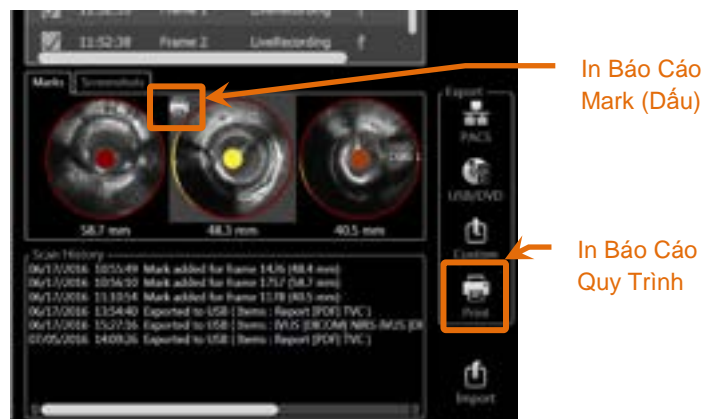 11:52:38 Frame 2 LiveRecording f
In Báo Cáo
Mark (Dấu)
Marks Screenshots
Export
PACS
USB/DVD
58.7 mm 48.3 mm 40.5 mm
Custom
In Báo Cáo
Quy Trình
Scan History
06/17/2016 10:55:49 Mark added for frame 1426 (48.4 mm)
06/17/2016 10:56:10 Mark added for frame 1757 (58.7 mm)
06/17/2016 11:10:54 Mark added for frame 1178 (40.5 mm)
06/17/2016 13:54:40 Exported to USB [ Items : Report [PDF] TVC ]
06/17/2016 15:27:16 Exported to USB [ Items : IVUS [DICOM] NIRS-IVUS [DI
07/05/2016 14:09:26 Exported to USB [ Items : Report [PDF] TVC ]
Print
Import